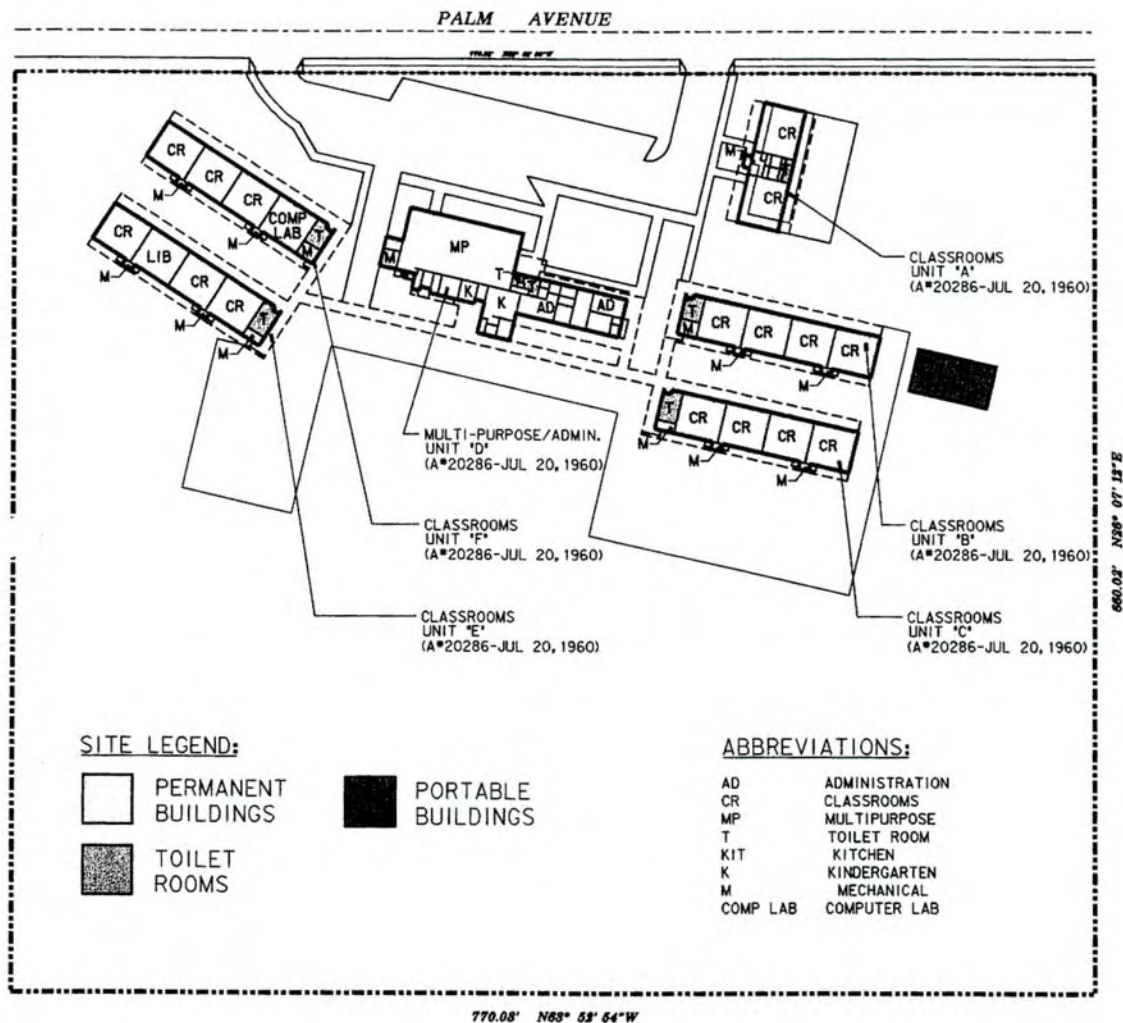 PALM AVENUE
CR
M
CR
CR
CR
CR
COMP
LAB
T
M
M
M
CR
LIB
CR
CR
T
M
M
M
MP
M
T
K
K
AD
AD
CLASSROOMS
UNIT "A"
(A#20286-JUL 20, 1960)
T
M
CR
CR
CR
CR
M
M
T
CR
CR
CR
CR
M
M
M
MULTI-PURPOSE/ADMIN.
UNIT "D"
(A#20286-JUL 20, 1960)
CLASSROOMS
UNIT "F"
(A#20286-JUL 20, 1960)
CLASSROOMS
UNIT "B"
(A#20286-JUL 20, 1960)
CLASSROOMS
UNIT "E"
(A#20286-JUL 20, 1960)
CLASSROOMS
UNIT "C"
(A#20286-JUL 20, 1960)
660.02' N26° 07' 12"E
SITE LEGEND:
PERMANENT
BUILDINGS
PORTABLE
BUILDINGS
TOILET
ROOMS
ABBREVIATIONS:
AD ADMINISTRATION
CR CLASSROOMS
MP MULTIPURPOSE
T TOILET ROOM
KIT KITCHEN
K KINDERGARTEN
M MECHANICAL
COMP LAB COMPUTER LAB
770.08' N63° 52' 54"W